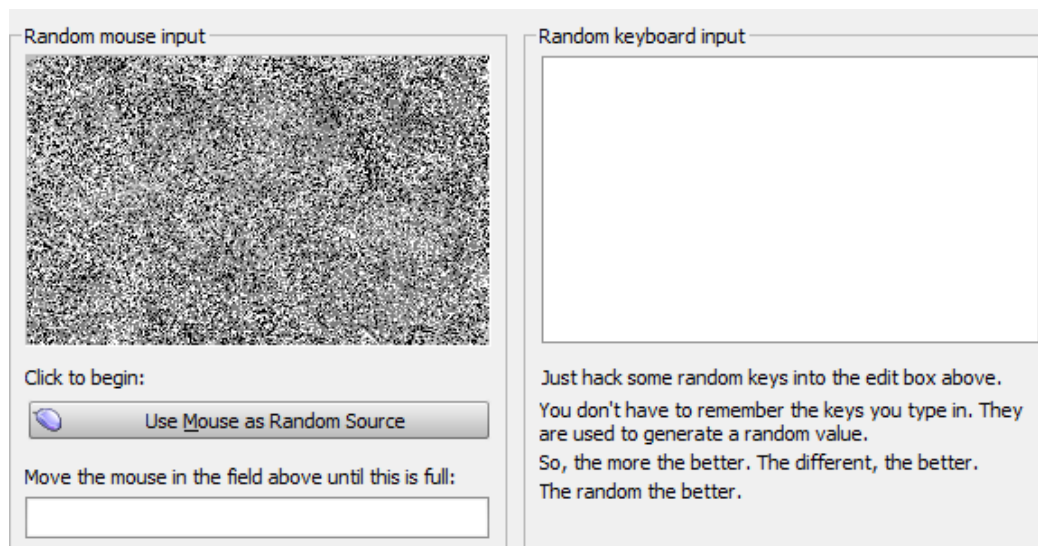 Random mouse input
Click to begin:
Use Mouse as Random Source
Move the mouse in the field above until this is full:
Random keyboard input
Just hack some random keys into the edit box above.
You don't have to remember the keys you type in. They
are used to generate a random value.
So, the more the better. The different, the better.
The random the better.